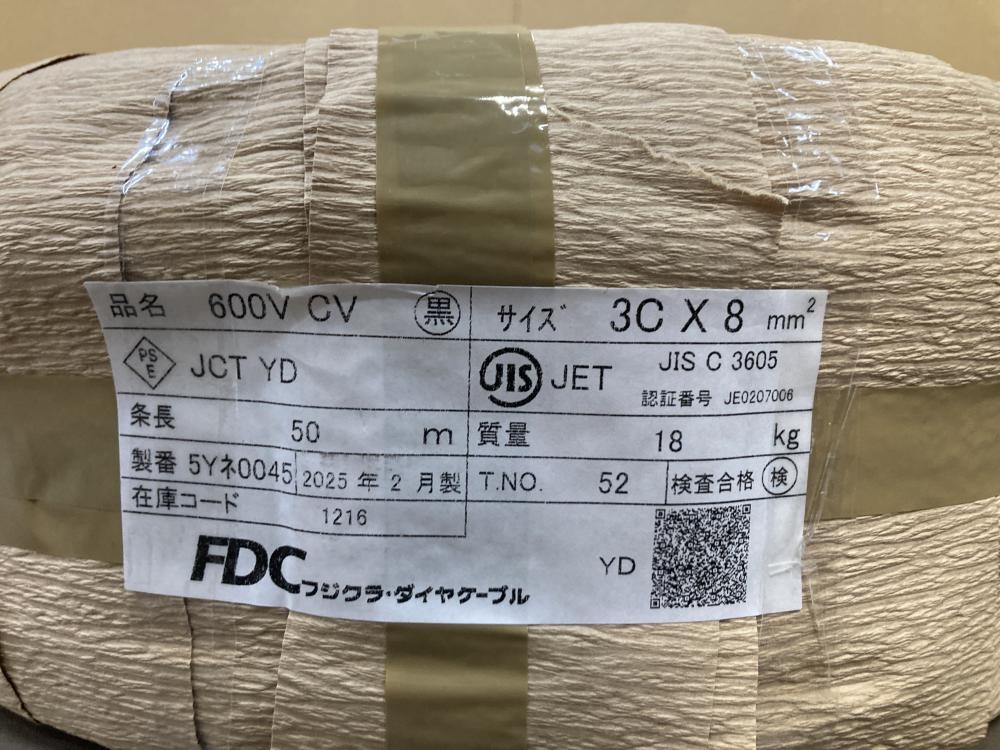 品名 600V CV 黒 サイズ 3C X 8 mm²
PSE JCT YD JIS JET JIS C 3605
認証番号 JE0207006
条長 50 m 質量 18 kg
製番 5Yネ0045 2025 年 2 月製 T.NO. 52 検査合格 検
在庫コード 1216
FDC フジクラ・ダイヤケーブル YD